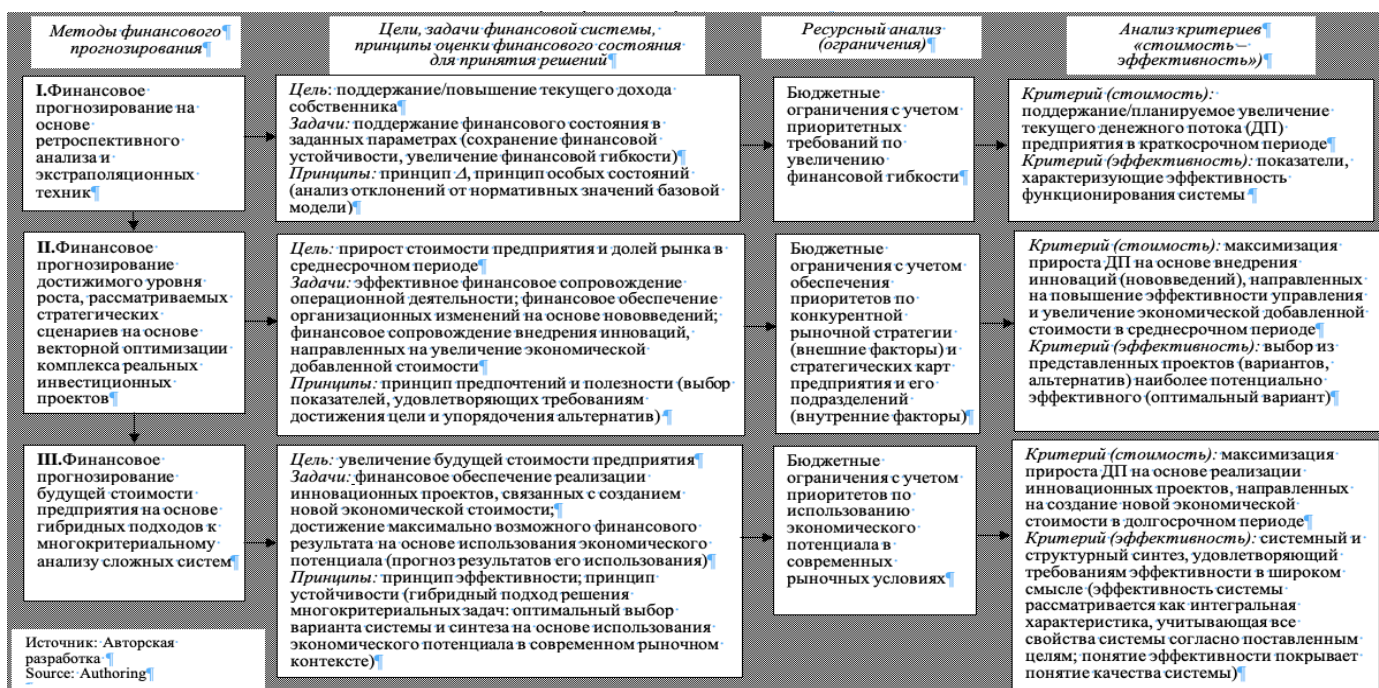 Методы финансового
прогнозирования¶
Цели, задачи финансовой системы,
принципы оценки финансового состояния
для принятия решений¶
Ресурсный анализ
(ограничения)¶
Анализ критериев
«стоимость –
эффективность»)¶
I.Финансовое
прогнозирование на
основе
ретроспективного
анализа и
экстраполяционных
техник¶
Цель: поддержание/повышение текущего дохода
собственника¶
Задачи: поддержание финансового состояния в
заданных параметрах (сохранение финансовой
устойчивости, увеличение финансовой гибкости)¶
Принципы: принцип Δ, принцип особых состояний
(анализ отклонений от нормативных значений базовой
модели)¶
Бюджетные
ограничения с учетом
приоритетных
требований по
увеличению
финансовой гибкости¶
Критерий (стоимость):
поддержание/планируемое увеличение
текущего денежного потока (ДП)
предприятия в краткосрочном периоде¶
Критерий (эффективность): показатели,
характеризующие эффективность
функционирования системы ¶
II.Финансовое
прогнозирование
достижимого уровня
роста, рассматриваемых
стратегических
сценариев на основе
векторной оптимизации
комплекса реальных
инвестиционных
проектов¶
Цель: прирост стоимости предприятия и долей рынка в
среднесрочном периоде¶
Задачи: эффективное финансовое сопровождение
операционной деятельности; финансовое обеспечение
организационных изменений на основе нововведений;
финансовое сопровождение внедрения инноваций,
направленных на увеличение экономической
добавленной стоимости¶
Принципы: принцип предпочтений и полезности (выбор
показателей, удовлетворяющих требованиям
достижения цели и упорядочения альтернатив)¶
Бюджетные
ограничения с учетом
обеспечения
приоритетов по
конкурентной
рыночной стратегии
(внешние факторы) и
стратегических карт
предприятия и его
подразделений
(внутренние факторы)¶
Критерий (стоимость): максимизация
прироста ДП на основе внедрения
инноваций (нововведений), направленных
на повышение эффективности управления
и увеличение экономической добавленной
стоимости в среднесрочном периоде¶
Критерий (эффективность): выбор из
представленных проектов (вариантов,
альтернатив) наиболее потенциально
эффективного (оптимальный вариант)¶
III.Финансовое
прогнозирование
будущей стоимости
предприятия на основе
гибридных подходов к
многокритериальному
анализу сложных систем¶
Цель: увеличение будущей стоимости предприятия¶
Задачи: финансовое обеспечение реализации
инновационных проектов, связанных с созданием
новой экономической стоимости;¶
достижение максимально возможного финансового
результата на основе использования экономического
потенциала (прогноз результатов его использования)¶
Принципы: принцип эффективности; принцип
устойчивости (гибридный подход решения
многокритериальных задач: оптимальный выбор
варианта системы и синтеза на основе использования
экономического потенциала в современном рыночном
контексте)¶
Бюджетные
ограничения с учетом
приоритетов по
использованию
экономического
потенциала в
современных
рыночных условиях¶
Критерий (стоимость): максимизация
прироста ДП на основе реализации
инновационных проектов, направленных
на создание новой экономической
стоимости в долгосрочном периоде¶
Критерий (эффективность): системный и
структурный синтез, удовлетворяющий
требованиям эффективности в широком
смысле (эффективность системы
рассматривается как интегральная
характеристика, учитывающая все
свойства системы согласно поставленным
целям; понятие эффективности покрывает
понятие качества системы)¶
Источник: Авторская
разработка ¶
Source: Authoring¶